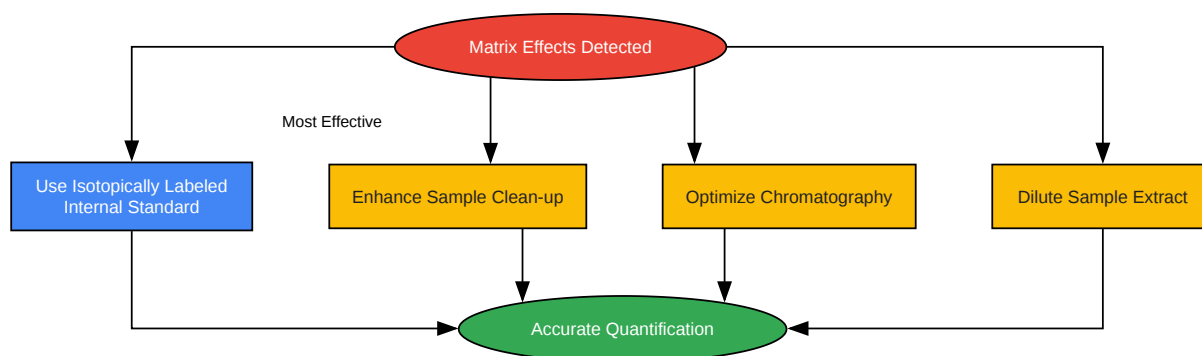 Matrix Effects Detected
Most Effective
Use Isotopically Labeled
Internal Standard
Enhance Sample Clean-up
Optimize Chromatography
Dilute Sample Extract
Accurate Quantification